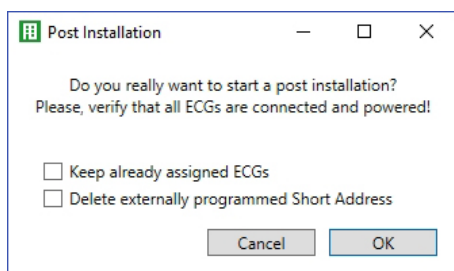 Post Installation
Do you really want to start a post installation?
Please, verify that all ECGs are connected and powered!
Keep already assigned ECGs
Delete externally programmed Short Address
Cancel OK